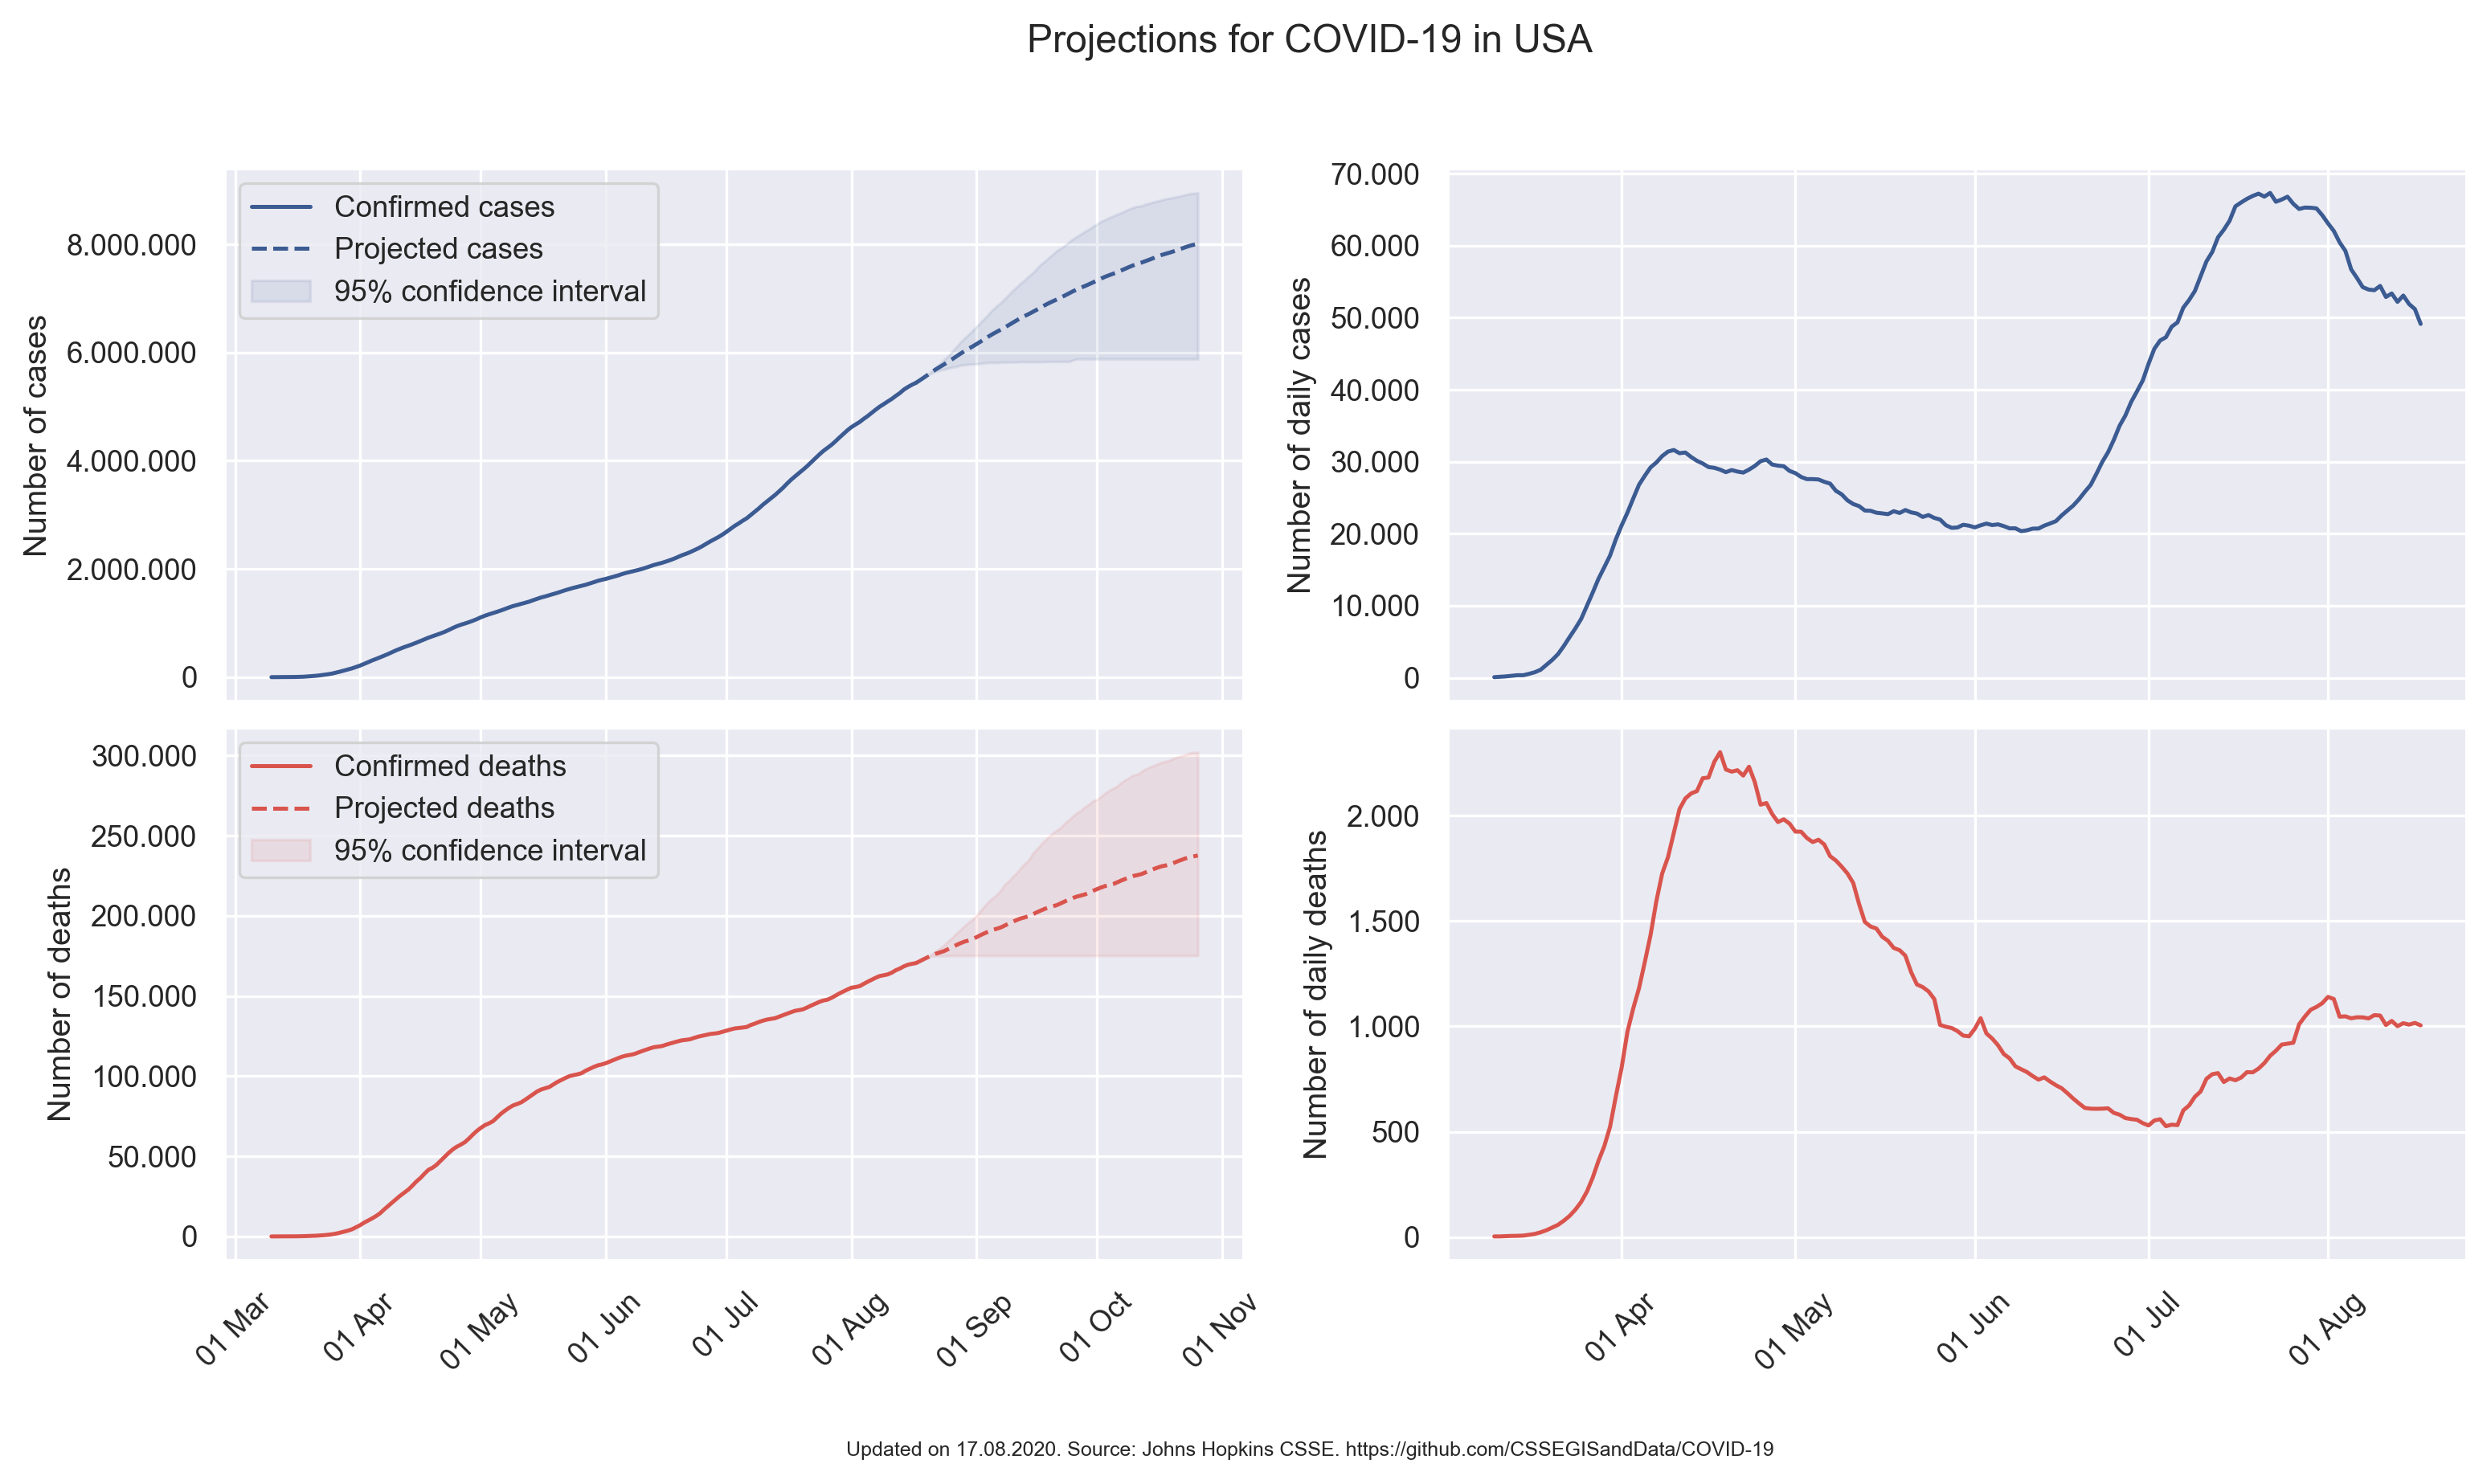 Projections for COVID-19 in USA
Number of cases
8.000.000
6.000.000
4.000.000
2.000.000
0
Confirmed cases
Projected cases
95% confidence interval
Number of daily cases
70.000
60.000
50.000
40.000
30.000
20.000
10.000
0
Number of deaths
300.000
250.000
200.000
150.000
100.000
50.000
0
Confirmed deaths
Projected deaths
95% confidence interval
01 Mar
01 Apr
01 May
01 Jun
01 Jul
01 Aug
01 Sep
01 Oct
01 Nov
Number of daily deaths
2.000
1.500
1.000
500
0
01 Apr
01 May
01 Jun
01 Jul
01 Aug
Updated on 17.08.2020. Source: Johns Hopkins CSSE. https://github.com/CSSEGISandData/COVID-19